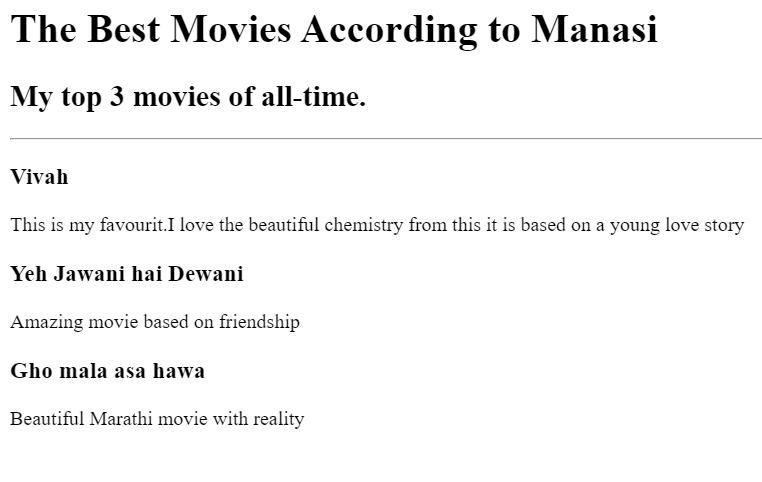 The Best Movies According to Manasi
My top 3 movies of all-time.
Vivah
This is my favourit.I love the beautiful chemistry from this it is based on a young love story
Yeh Jawani hai Dewani
Amazing movie based on friendship
Gho mala asa hawa
Beautiful Marathi movie with reality